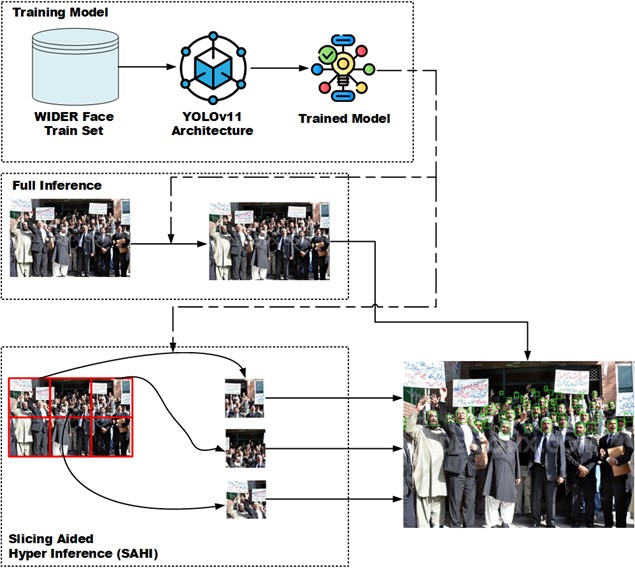 Training Model
WIDER Face
Train Set
YOLOv11
Architecture
Trained Model
Full Inference
Slicing Aided
Hyper Inference (SAHI)